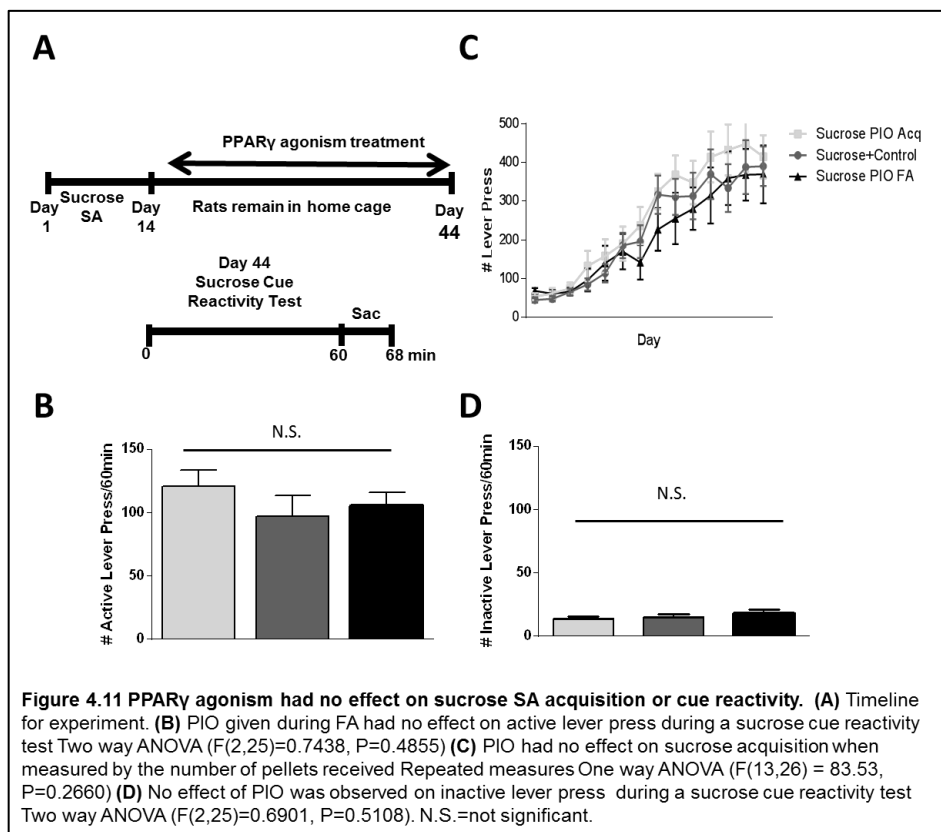 A
PPARγ agonism treatment
Day
1
Sucrose
SA
Day
14
Rats remain in home cage
Day
44
Day 44
Sucrose Cue
Reactivity Test
Sac
0
60
68 min
C
# Lever Press
500
400
300
200
100
0
Day
Sucrose PIO Acq
Sucrose+Control
Sucrose PIO FA
B
# Active Lever Press/60min
150
100
50
0
N.S.
D
# Inactive Lever Press/60min
150
100
50
0
N.S.
Figure 4.11 PPARγ agonism had no effect on sucrose SA acquisition or cue reactivity. (A) Timeline
for experiment. (B) PIO given during FA had no effect on active lever press during a sucrose cue reactivity
test Two way ANOVA (F(2,25)=0.7438, P=0.4855) (C) PIO had no effect on sucrose acquisition when
measured by the number of pellets received Repeated measures One way ANOVA (F(13,26) = 83.53,
P=0.2660) (D) No effect of PIO was observed on inactive lever press during a sucrose cue reactivity test
Two way ANOVA (F(2,25)=0.6901, P=0.5108). N.S.=not significant.